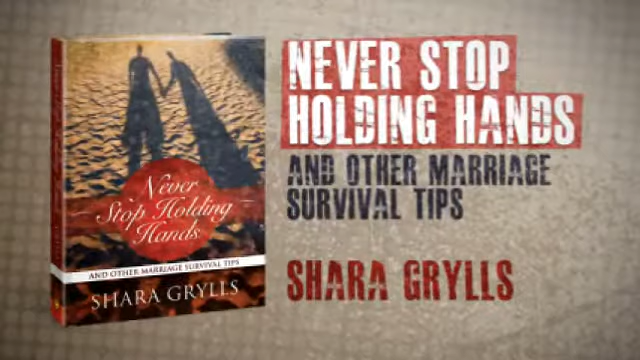 Never
Stop Holding
Hands
AND OTHER MARRIAGE SURVIVAL TIPS
SHARA GRYLLS
NEVER STOP
HOLDING HANDS
AND OTHER MARRIAGE
SURVIVAL TIPS
SHARA GRYLLS